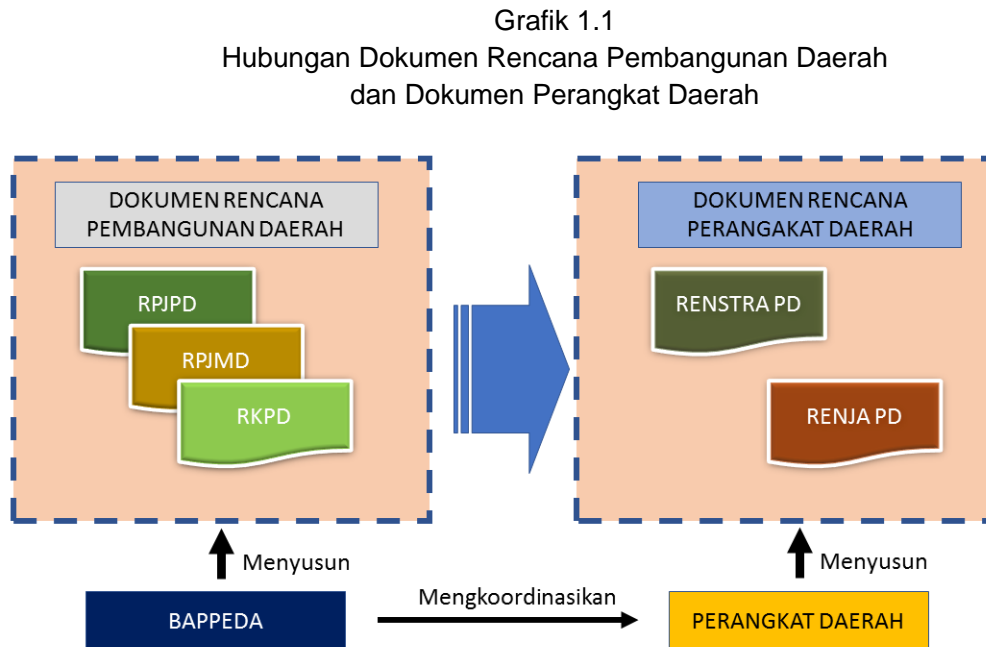 Grafik 1.1
Hubungan Dokumen Rencana Pembangunan Daerah
dan Dokumen Perangkat Daerah
DOKUMEN RENCANA
PEMBANGUNAN DAERAH
RPJPD
RPJMD
RKPD
DOKUMEN RENCANA
PERANGAKAT DAERAH
RENSTRA PD
RENJA PD
Menyusun
Menyusun
BAPPEDA
Mengkoordinasikan
PERANGKAT DAERAH